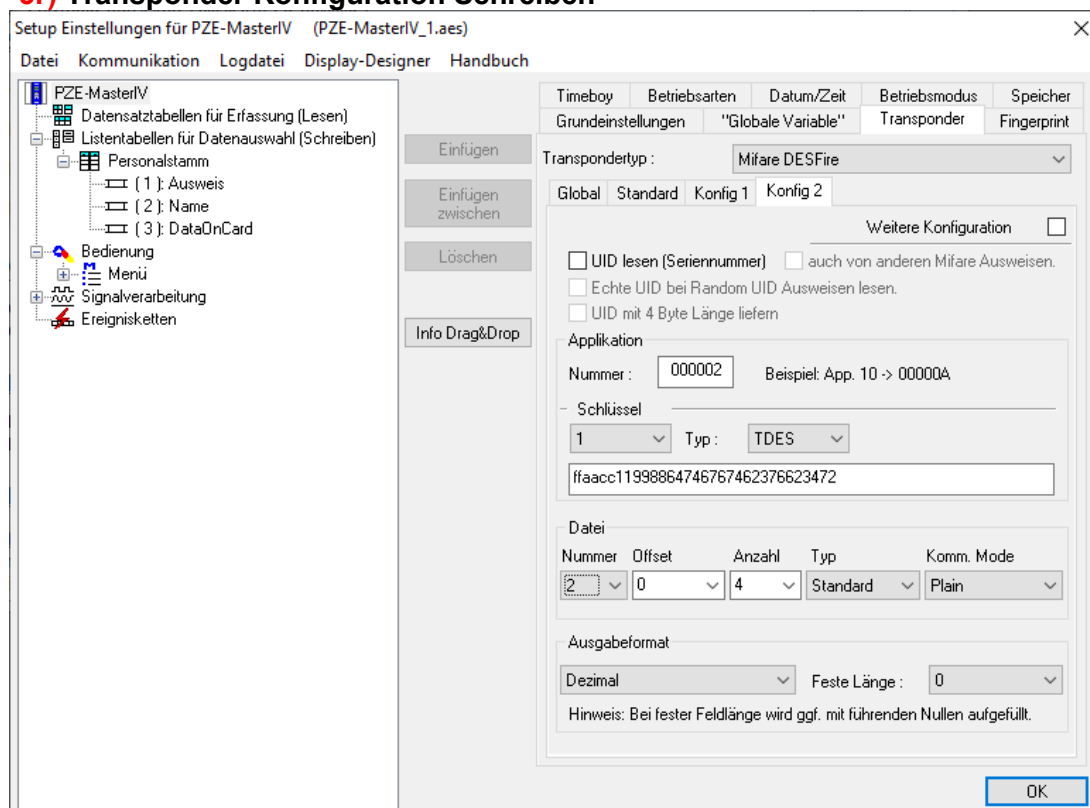 Transponder Konfiguration Schreiben
Setup Einstellungen für PZE-MasterIV (PZE-MasterIV_1.aes)
Datei Kommunikation Logdatei Display-Designer Handbuch
PZE-MasterIV
Datensatztabellen für Erfassung (Lesen)
Listentabellen für Datenauswahl (Schreiben)
Personalstamm
( 1 ): Ausweis
( 2 ): Name
( 3 ): DataOnCard
Bedienung
Menü
Signalverarbeitung
Ereignisketten
Einfügen
Einfügen
zwischen
Löschen
Info Drag&Drop
Timeboy Betriebsarten Datum/Zeit Betriebsmodus Speicher
Grundeinstellungen "Globale Variable" Transponder Fingerprint
Transpondertyp : Mifare DESFire
Global Standard Konfig 1 Konfig 2
Weitere Konfiguration
UID lesen (Seriennummer) auch von anderen Mifare Ausweisen.
Echte UID bei Random UID Ausweisen lesen.
UID mit 4 Byte Länge liefern
Applikation
Nummer : 000002 Beispiel: App. 10 -> 00000A
Schlüssel
1 Typ : TDES
ffaacc11998864746767462376623472
Datei
Nummer Offset Anzahl Typ Komm. Mode
2 0 4 Standard Plain
Ausgabeformat
Dezimal Feste Länge : 0
Hinweis: Bei fester Feldlänge wird ggf. mit führenden Nullen aufgefüllt.
OK